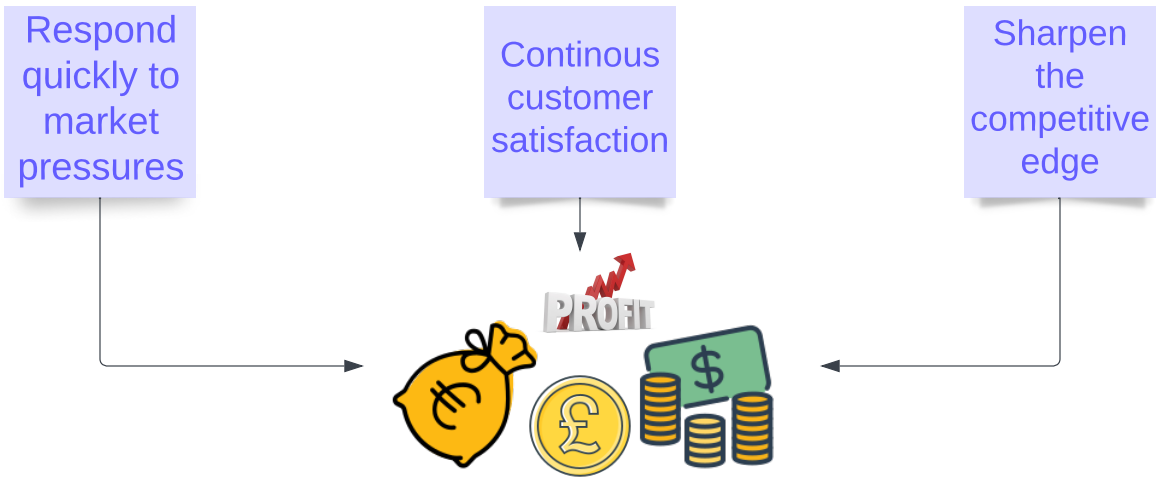 Respond
quickly to
market
pressures
Continous
customer
satisfaction
Sharpen
the
competitive
edge
PROFIT
€
$
£